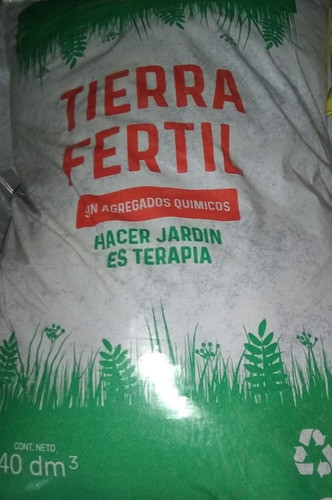 TIERRA
FERTIL
SIN AGREGADOS QUIMICOS
HACER JARDIN
ES TERAPIA
CONT. NETO
40 dm³